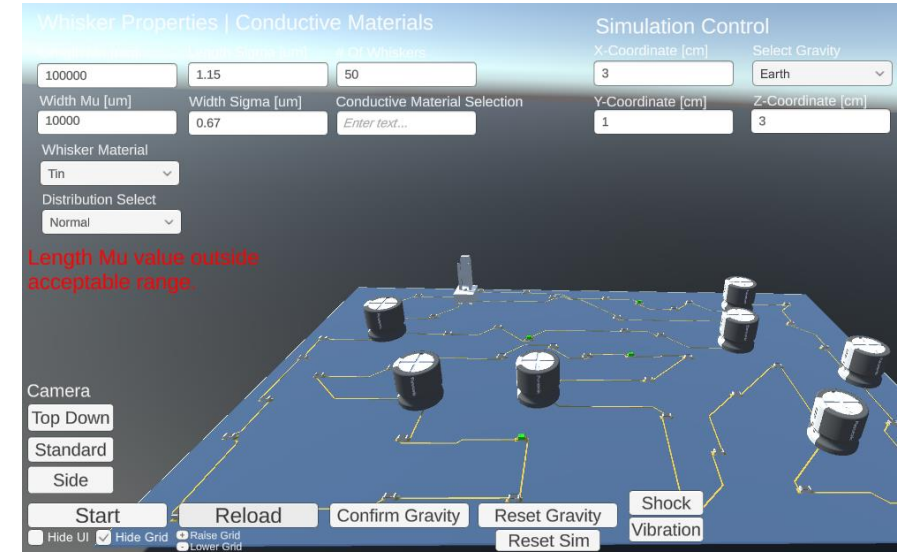 Whisker Properties | Conductive Materials
Simulation Control
# Of Whiskers
X-Coordinate [cm]
Select Gravity
100000
1.15
50
3
Earth
Width Mu [um]
Width Sigma [um]
Conductive Material Selection
Y-Coordinate [cm]
Z-Coordinate [cm]
10000
0.67
Enter text...
1
3
Whisker Material
Tin
Distribution Select
Normal
Length Mu value outside
acceptable range
Camera
Top Down
Standard
Side
Start
Reload
Confirm Gravity
Reset Gravity
Shock
Vibration
Hide UI
Hide Grid
Raise Grid
Lower Grid
Reset Sim